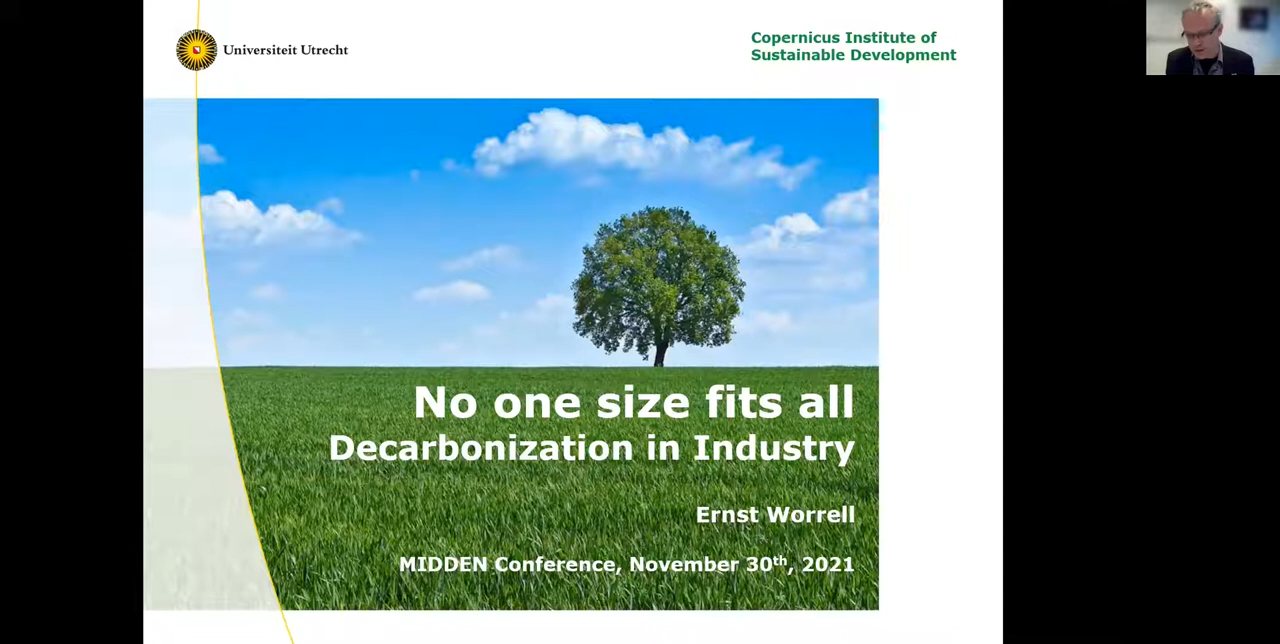 Universiteit Utrecht
Copernicus Institute of
Sustainable Development
No one size fits all
Decarbonization in Industry
Ernst Worrell
MIDDEN Conference, November 30th, 2021